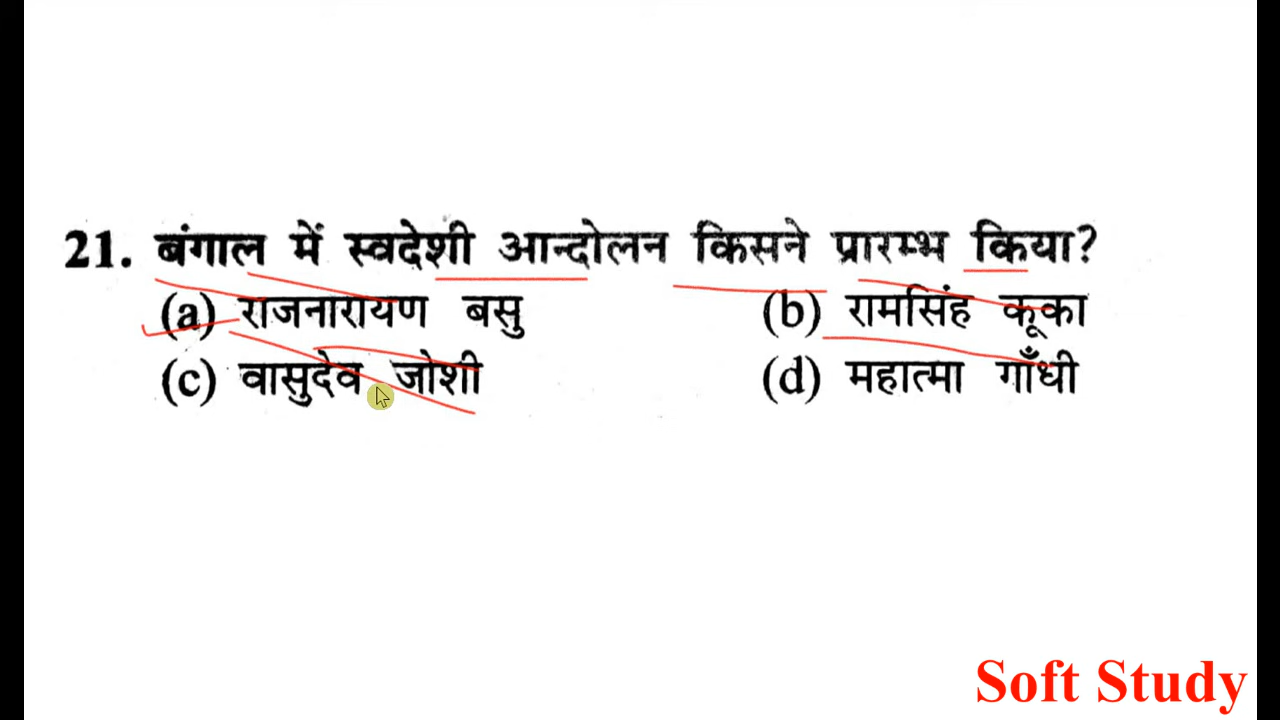 21. बंगाल में स्वदेशी आन्दोलन किसने प्रारम्भ किया?
(a) राजनारायण बसु (b) रामसिंह कूका
(c) वासुदेव जोशी (d) महात्मा गाँधी
Soft Study